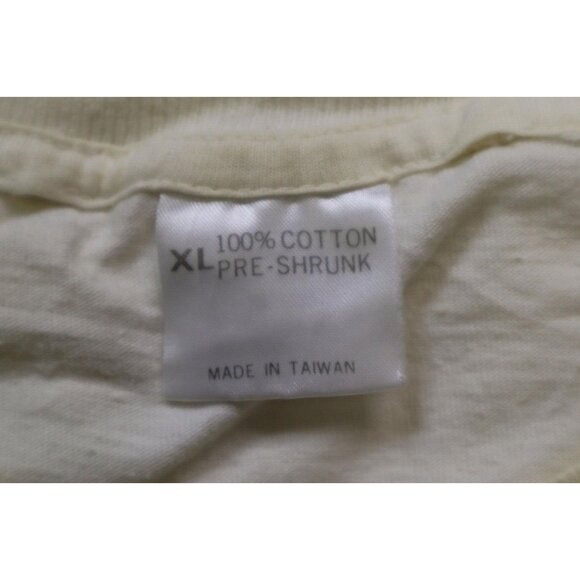 XL 100% COTTON
PRE-SHRUNK
MADE IN TAIWAN